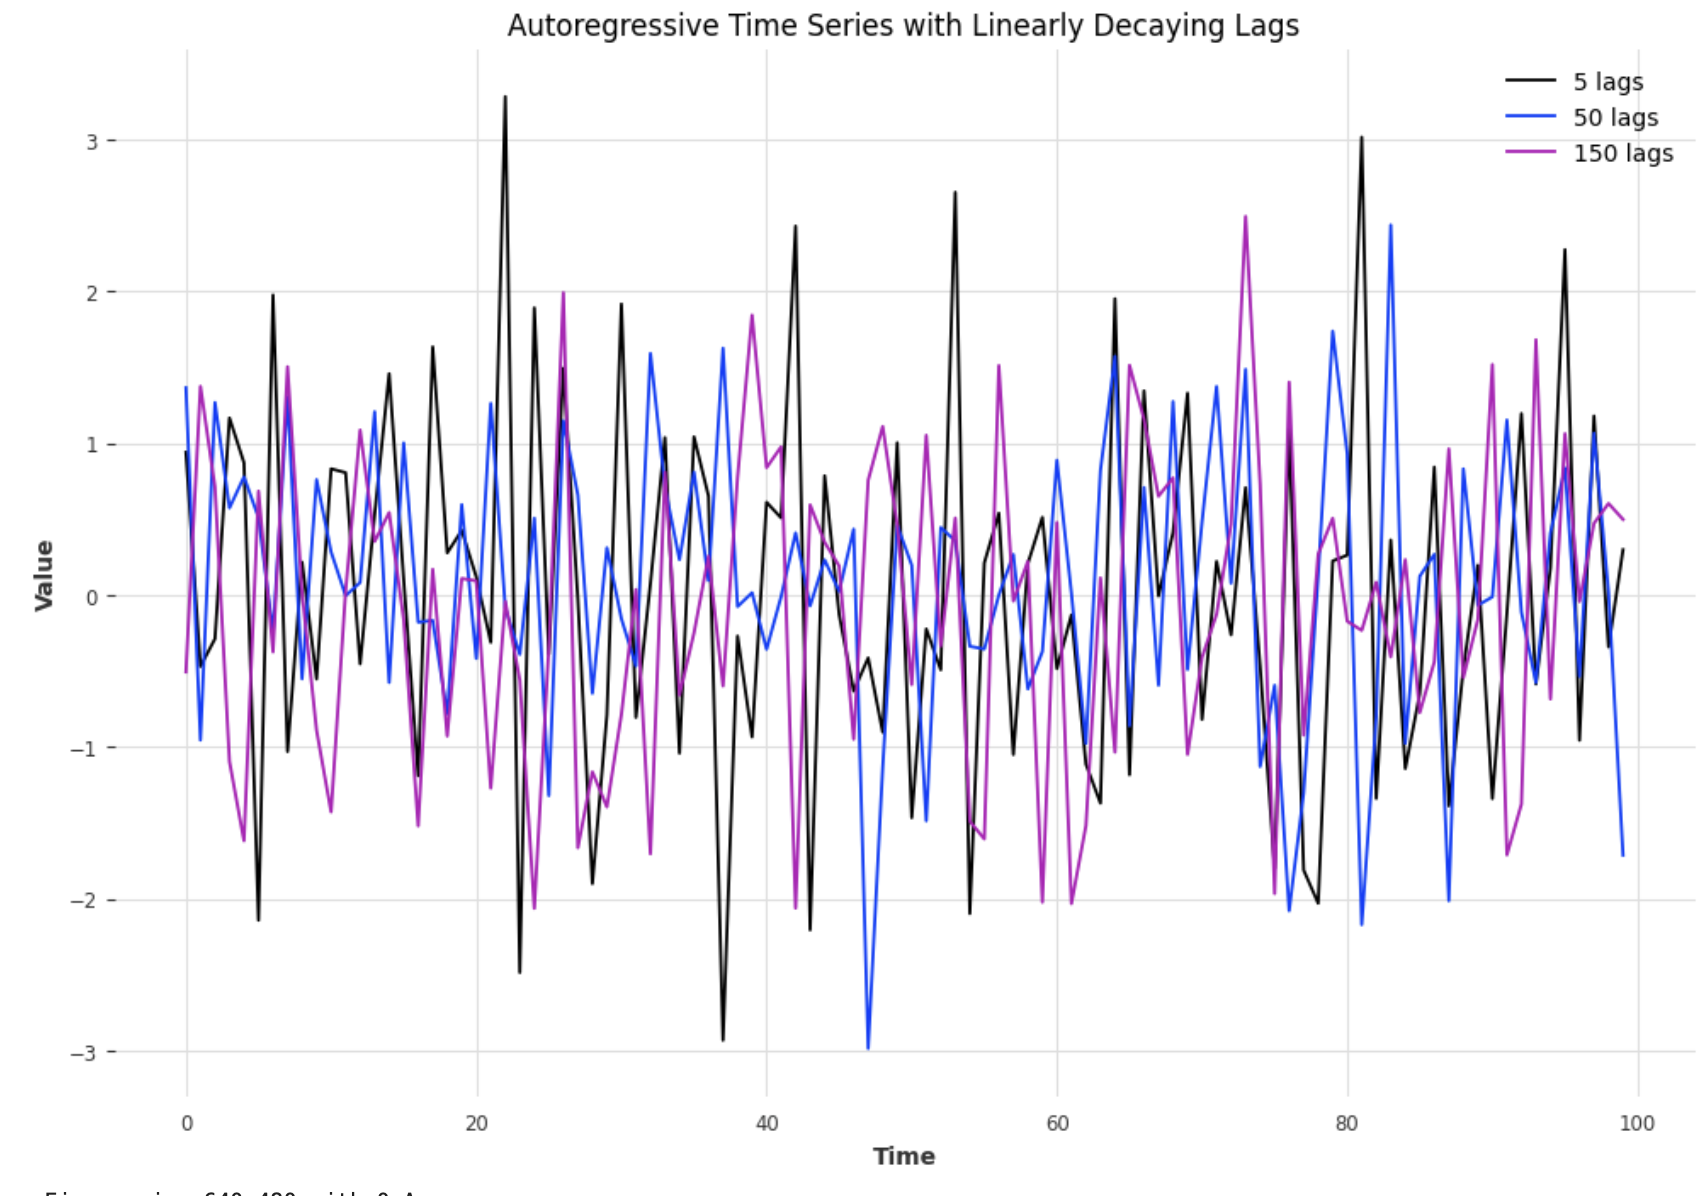 Autoregressive Time Series with Linearly Decaying Lags
5 lags
50 lags
150 lags
3
2
1
0
−1
−2
−3
Value
0
20
40
60
80
100
Time